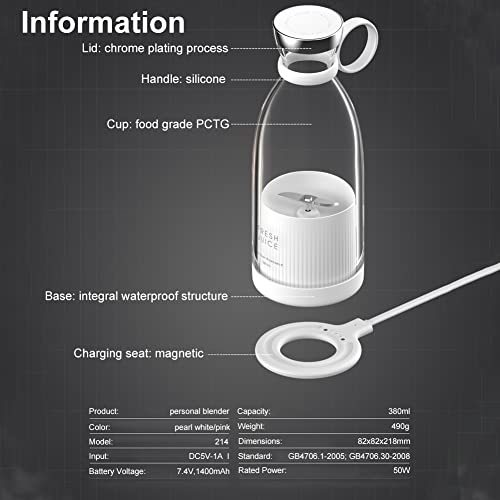 Information
Lid: chrome plating process
Handle: silicone
Cup: food grade PCTG
FRESH
JUICE
Base: integral waterproof structure
Charging seat: magnetic
Product: personal blender Capacity: 380ml
Color: pearl white/pink Weight: 490g
Model: 214 Dimensions: 82x82x218mm
Input: DC5V-1A I Standard: GB4706.1-2005; GB4706.30-2008
Battery Voltage: 7.4V,1400mAh Rated Power: 50W